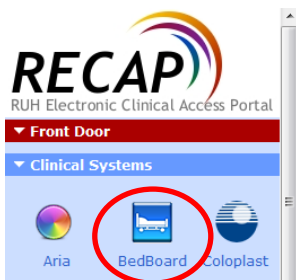 RECAP
RUH Electronic Clinical Access Portal
Front Door
Clinical Systems
Aria BedBoard Coloplast